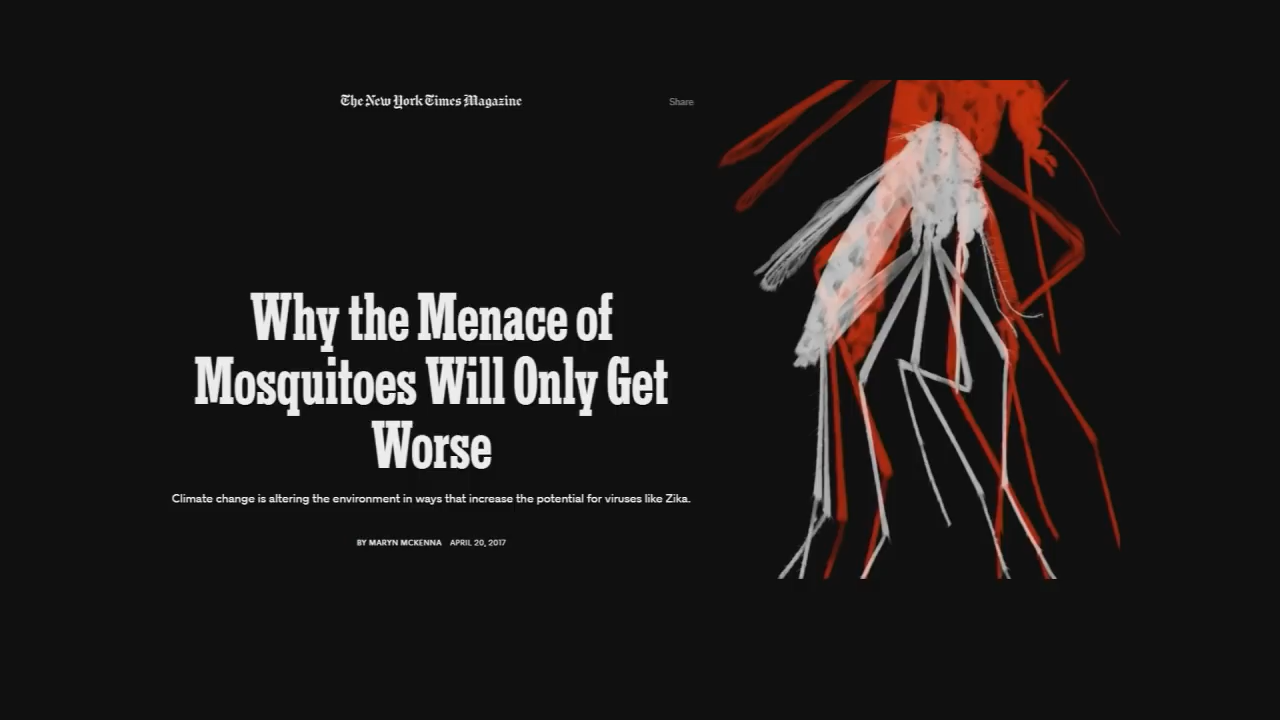 The New York Times Magazine
Share
Why the Menace of
Mosquitoes Will Only Get
Worse
Climate change is altering the environment in ways that increase the potential for viruses like Zika.
BY MARYN MCKENNA APRIL 20, 2017